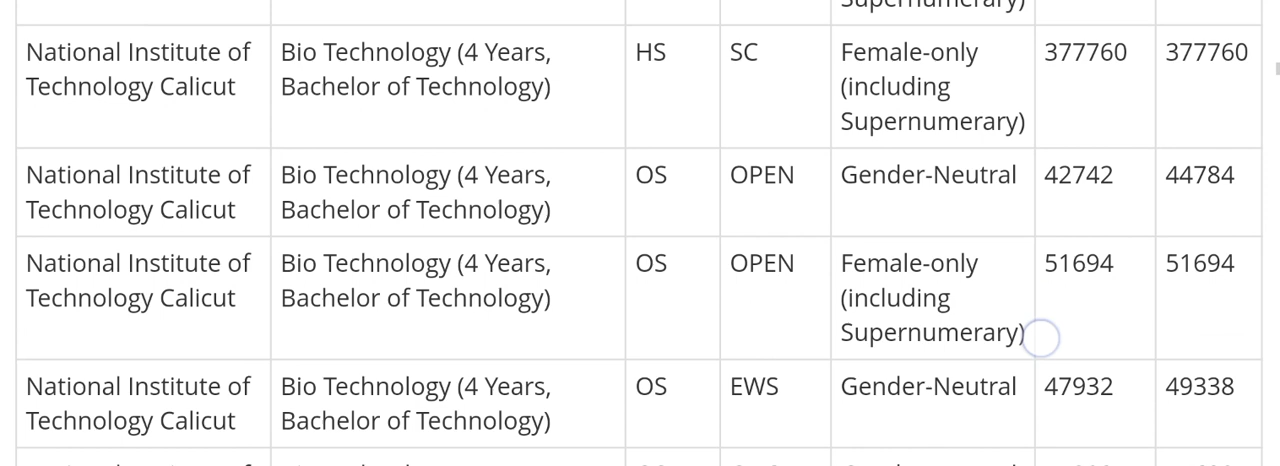 Supernumerary)
National Institute of Technology Calicut Bio Technology (4 Years, Bachelor of Technology) HS SC Female-only (including Supernumerary) 377760 377760
National Institute of Technology Calicut Bio Technology (4 Years, Bachelor of Technology) OS OPEN Gender-Neutral 42742 44784
National Institute of Technology Calicut Bio Technology (4 Years, Bachelor of Technology) OS OPEN Female-only (including Supernumerary) 51694 51694
National Institute of Technology Calicut Bio Technology (4 Years, Bachelor of Technology) OS EWS Gender-Neutral 47932 49338